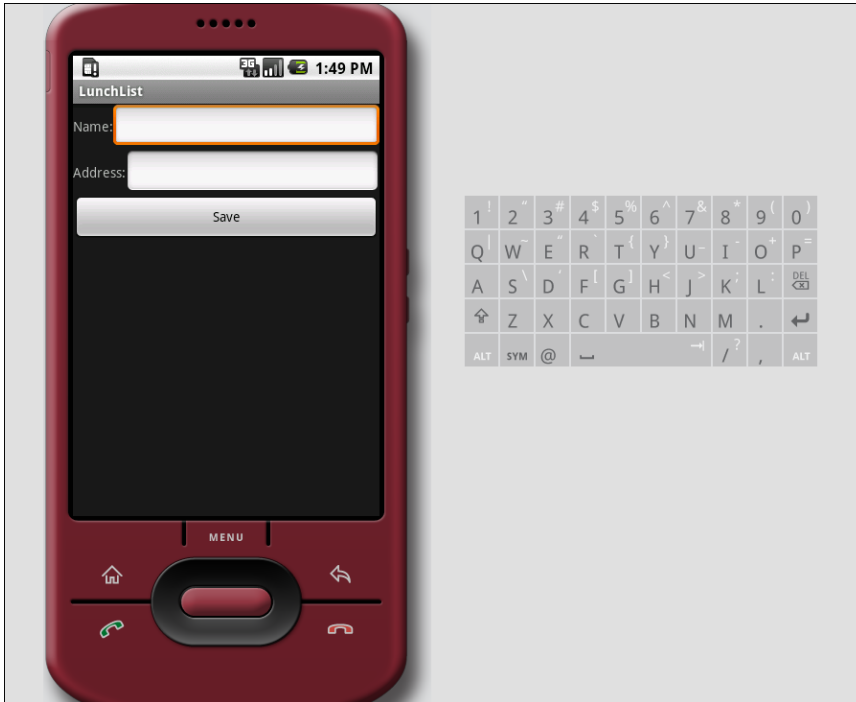 3G 1:49 PM
LunchList
Name:
Address:
Save
MENU
1 ! 2 " 3 # 4 $ 5 % 6 ^ 7 & 8 * 9 ( 0 )
Q | W ~ E ˝ R ` T { Y } U _ I - O + P =
A S \ D ' F [ G ] H < J > K ; L : DEL
Z X C V B N M .
ALT SYM @ / ? , ALT